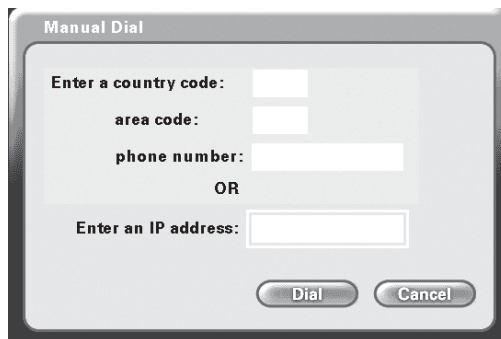 Manual Dial
Enter a country code:
area code:
phone number:
OR
Enter an IP address:
Dial Cancel